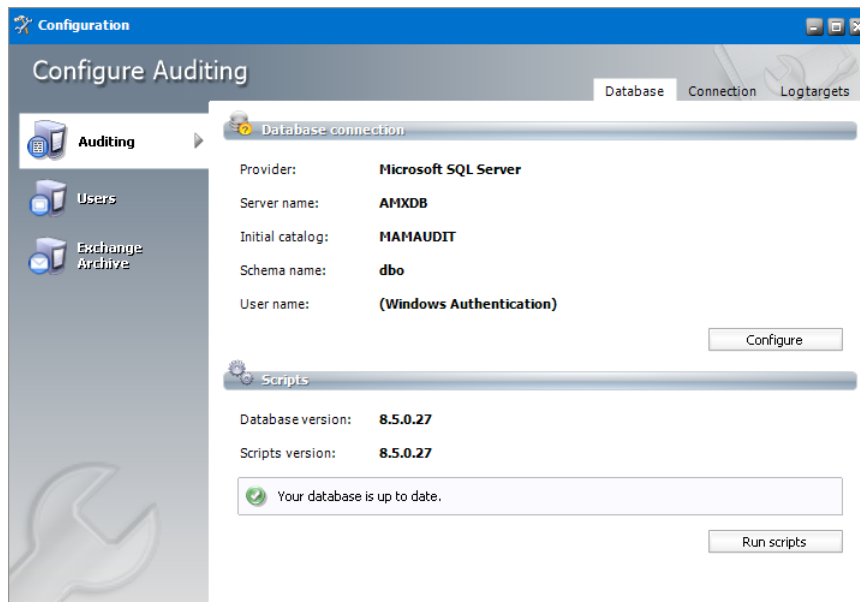 Configuration
Configure Auditing
Database Connection Logtargets
Auditing
Users
Exchange
Archive
Database connection
Provider: Microsoft SQL Server
Server name: AMXDB
Initial catalog: MAMAUDIT
Schema name: dbo
User name: (Windows Authentication)
Configure
Scripts
Database version: 8.5.0.27
Scripts version: 8.5.0.27
Your database is up to date.
Run scripts